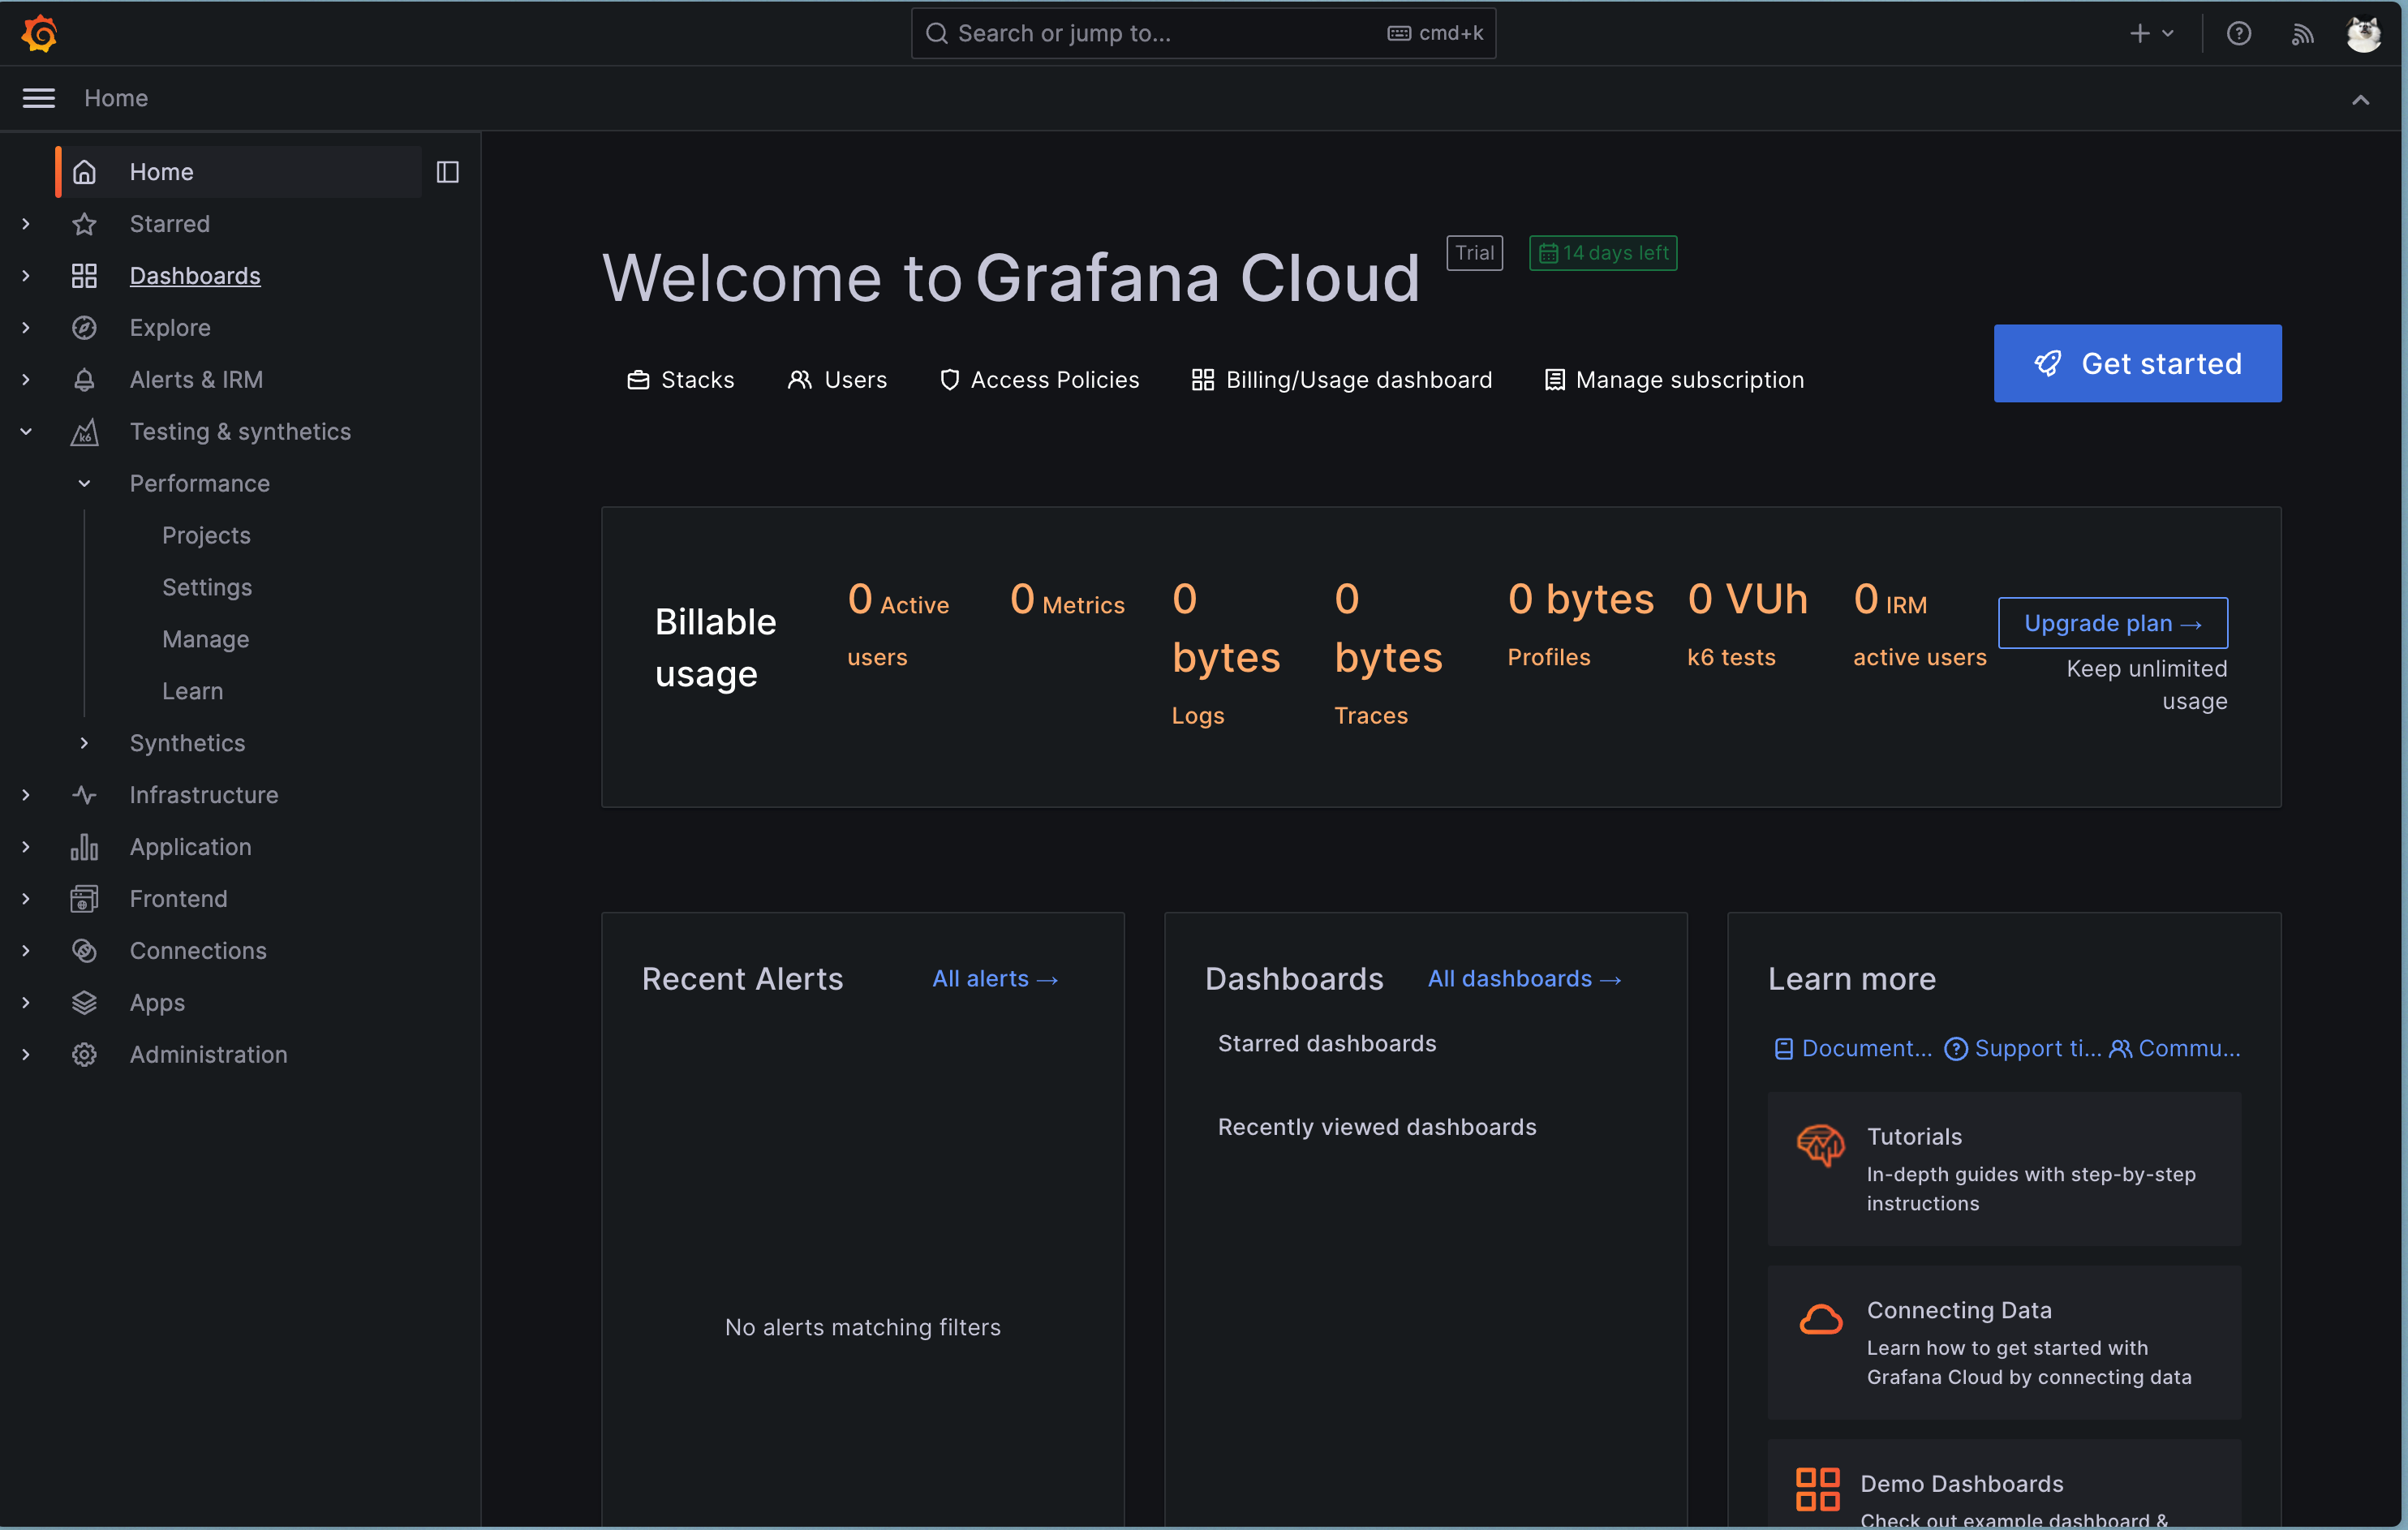 Search or jump to...
cmd+k
Home
Home
Starred
Dashboards
Explore
Alerts & IRM
Testing & synthetics
k6
Performance
Projects
Settings
Manage
Learn
Synthetics
Infrastructure
Application
Frontend
Connections
Apps
Administration
Welcome to Grafana Cloud
Trial
14 days left
Stacks
Users
Access Policies
Billing/Usage dashboard
Manage subscription
Get started
Billable
usage
0 Active
users
0 Metrics
0
bytes
Logs
0
bytes
Traces
0 bytes
Profiles
0 VUh
k6 tests
0 IRM
active users
Upgrade plan →
Keep unlimited
usage
Recent Alerts
All alerts →
No alerts matching filters
Dashboards
All dashboards →
Starred dashboards
Recently viewed dashboards
Learn more
Document...
Support ti...
Commu...
Tutorials
In-depth guides with step-by-step
instructions
Connecting Data
Learn how to get started with
Grafana Cloud by connecting data
Demo Dashboards
Check out example dashboard &